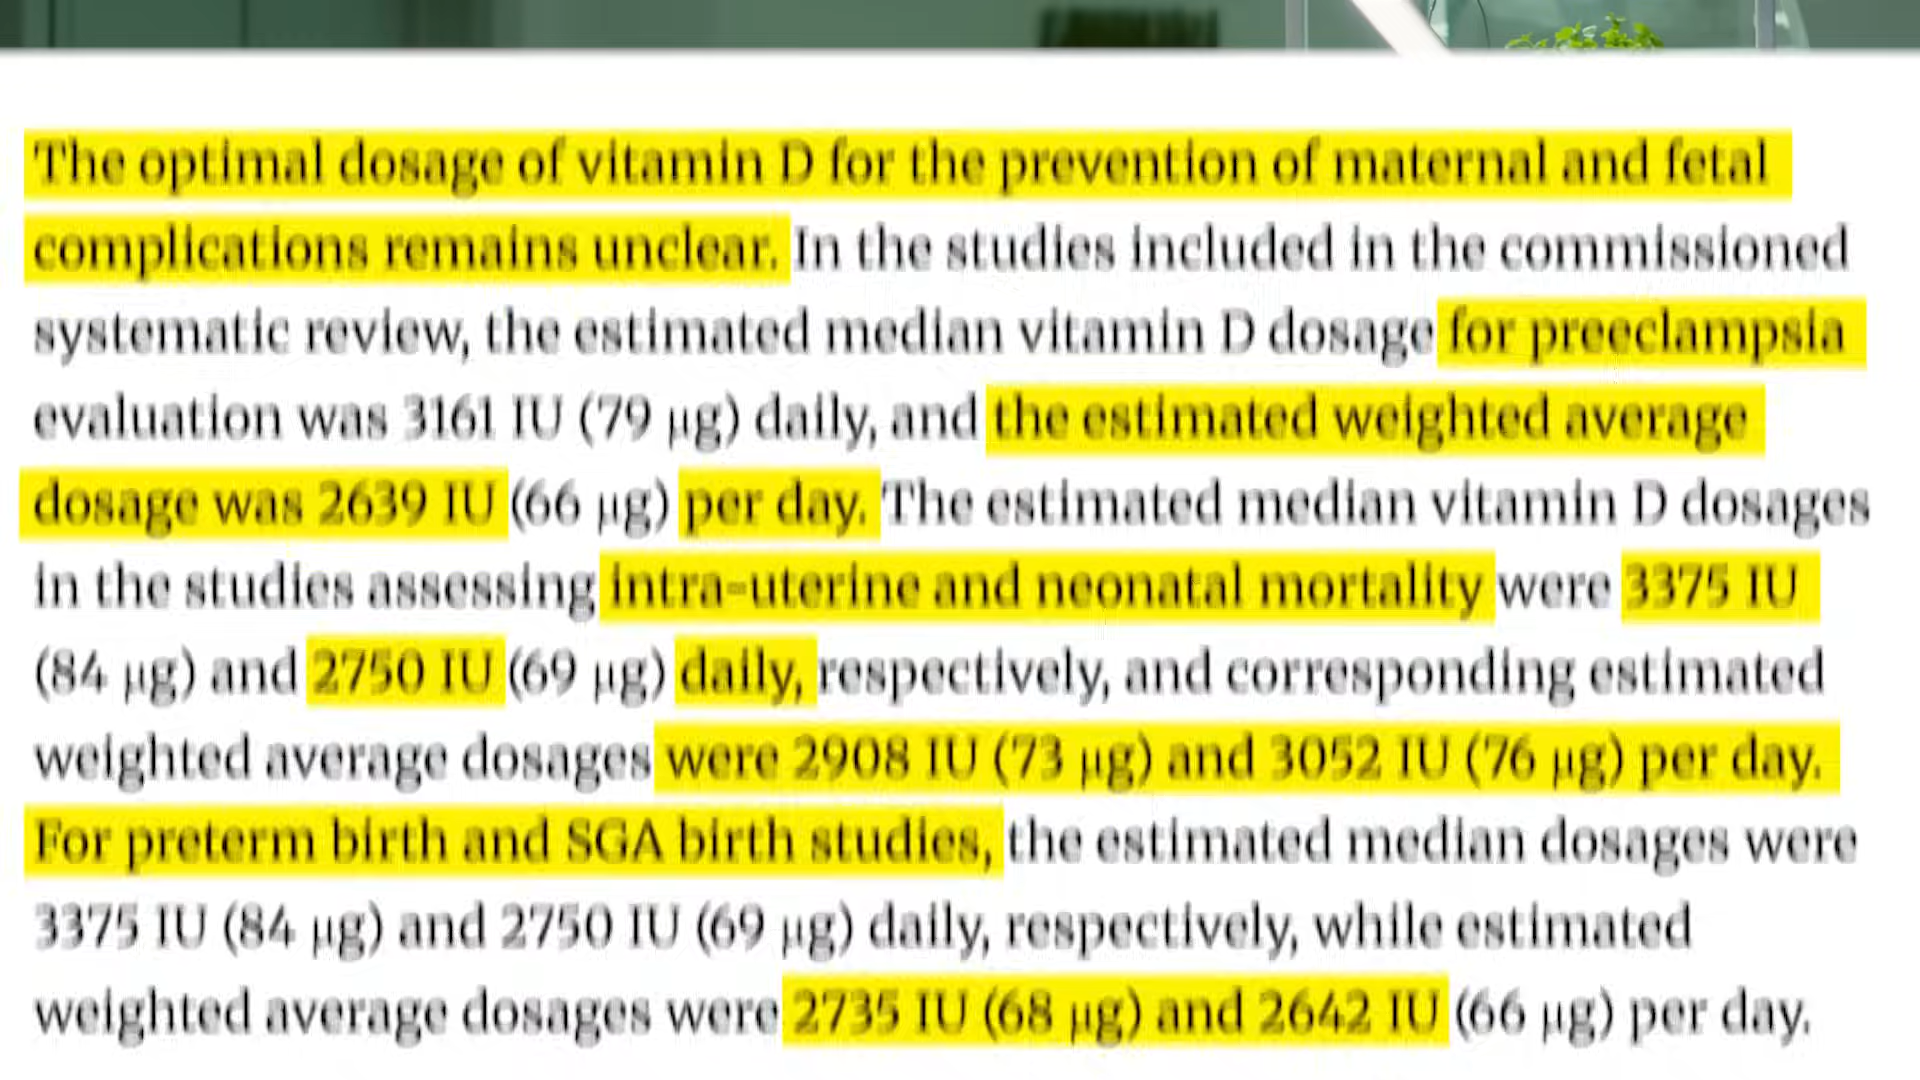 The optimal dosage of vitamin D for the prevention of maternal and fetal
complications remains unclear. In the studies included in the commissioned
systematic review, the estimated median vitamin D dosage for preeclampsia
evaluation was 3161 IU (79 µg) daily, and the estimated weighted average
dosage was 2639 IU (66 µg) per day. The estimated median vitamin D dosages
in the studies assessing intra-uterine and neonatal mortality were 3375 IU
(84 µg) and 2750 IU (69 µg) daily, respectively, and corresponding estimated
weighted average dosages were 2908 IU (73 µg) and 3052 IU (76 µg) per day.
For preterm birth and SGA birth studies, the estimated median dosages were
3375 IU (84 µg) and 2750 IU (69 µg) daily, respectively, while estimated
weighted average dosages were 2735 IU (68 µg) and 2642 IU (66 µg) per day.